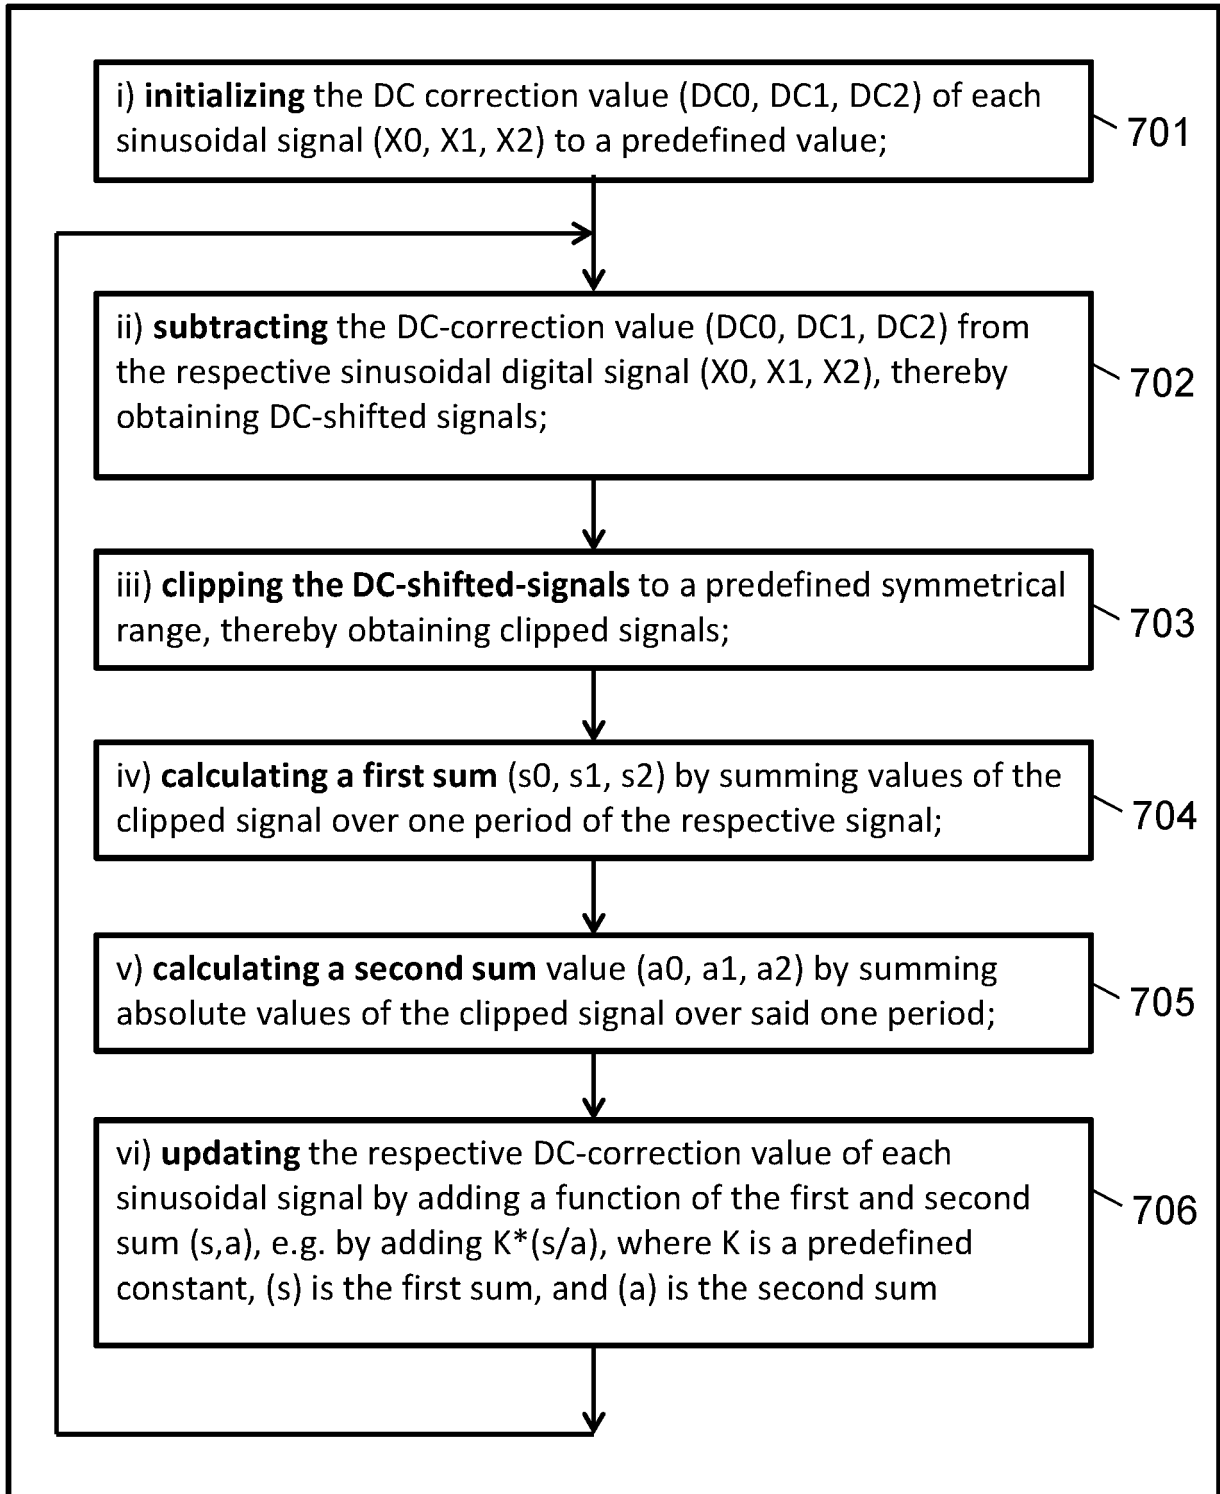 i) initializing the DC correction value (DC0, DC1, DC2) of each
sinusoidal signal (X0, X1, X2) to a predefined value;
701
ii) subtracting the DC-correction value (DC0, DC1, DC2) from
the respective sinusoidal digital signal (X0, X1, X2), thereby
obtaining DC-shifted signals;
702
iii) clipping the DC-shifted-signals to a predefined symmetrical
range, thereby obtaining clipped signals;
703
iv) calculating a first sum (s0, s1, s2) by summing values of the
clipped signal over one period of the respective signal;
704
v) calculating a second sum value (a0, a1, a2) by summing
absolute values of the clipped signal over said one period;
705
vi) updating the respective DC-correction value of each
sinusoidal signal by adding a function of the first and second
sum (s,a), e.g. by adding K*(s/a), where K is a predefined
constant, (s) is the first sum, and (a) is the second sum
706